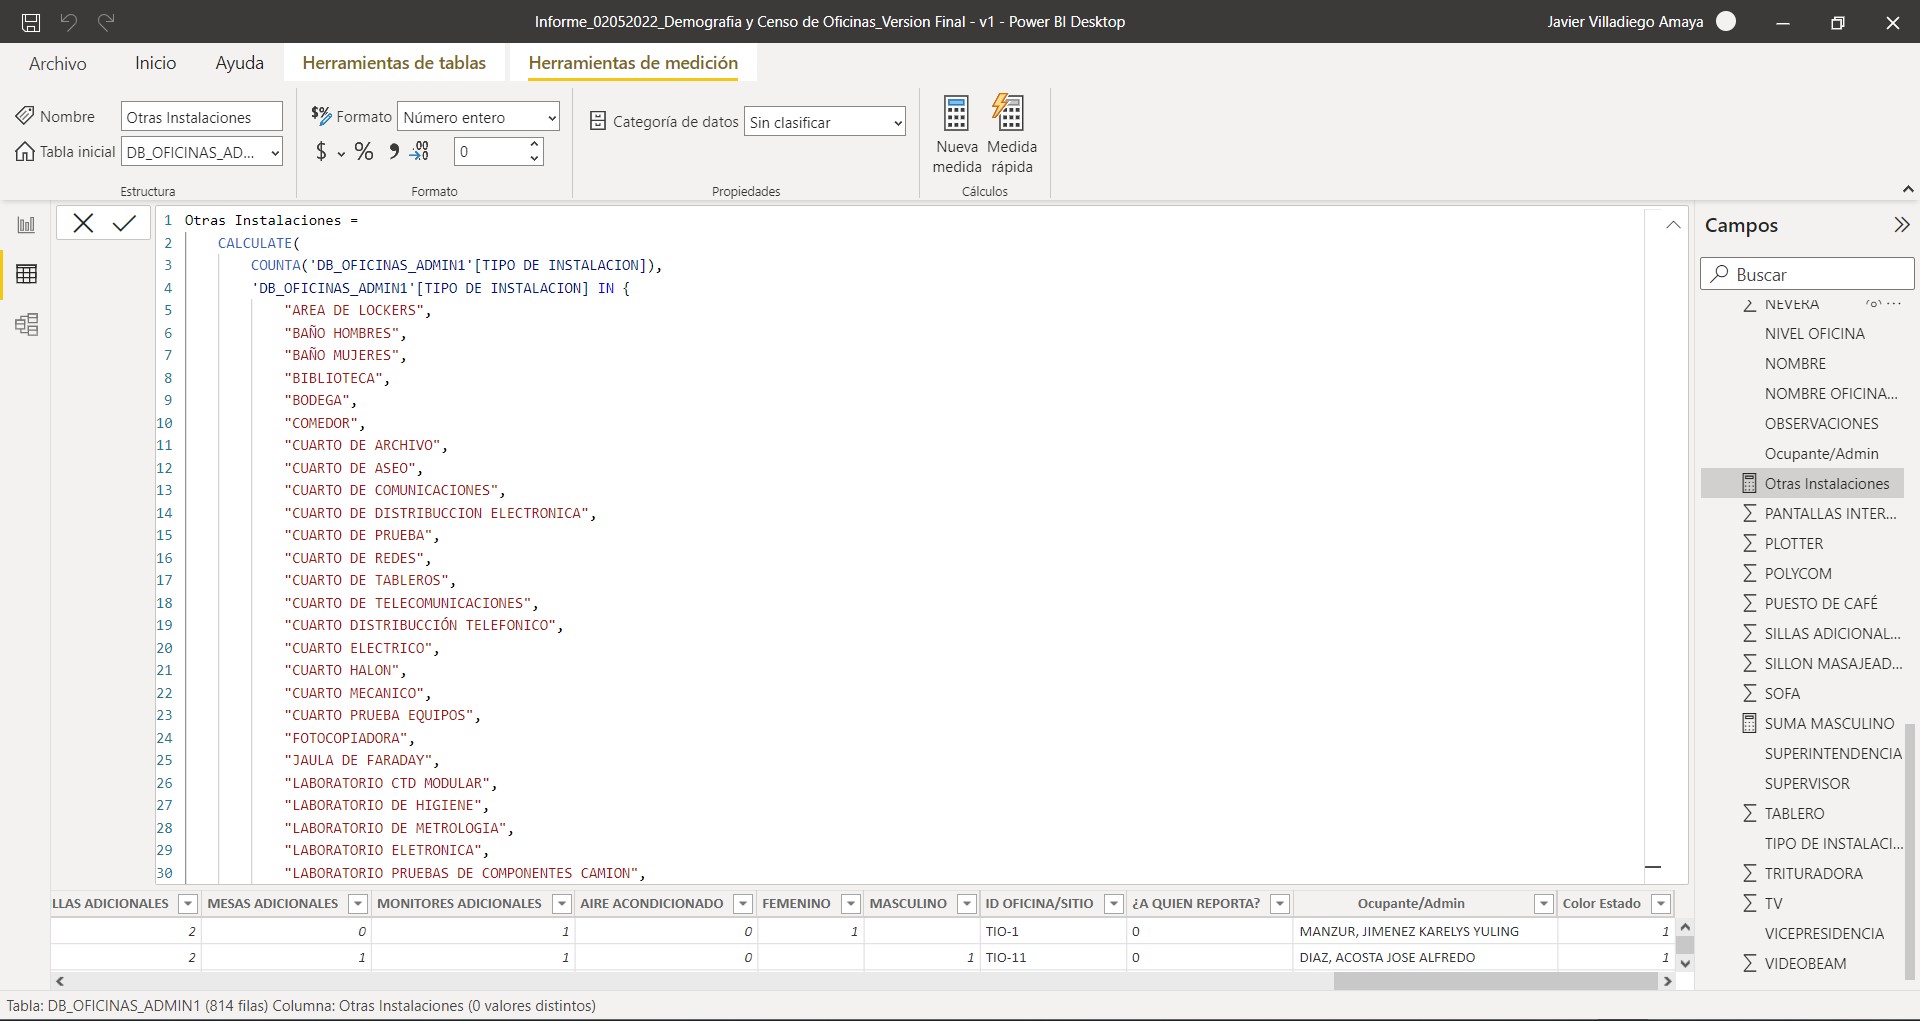 Informe_02052022_Demografia y Censo de Oficinas_Version Final - v1 - Power BI Desktop
Javier Villadiego Amaya
Archivo Inicio Ayuda Herramientas de tablas Herramientas de medición
Nombre Otras Instalaciones
Tabla inicial DB_OFICINAS_AD...
Estructura
$% Formato Número entero
$ % 9 .00 →0 0
Formato
Categoría de datos Sin clasificar
Propiedades
Nueva medida
Medida rápida
Cálculos
1 Otras Instalaciones =
2 CALCULATE(
3 COUNTA('DB_OFICINAS_ADMIN1'[TIPO DE INSTALACION]),
4 'DB_OFICINAS_ADMIN1'[TIPO DE INSTALACION] IN {
5 "AREA DE LOCKERS",
6 "BAÑO HOMBRES",
7 "BAÑO MUJERES",
8 "BIBLIOTECA",
9 "BODEGA",
10 "COMEDOR",
11 "CUARTO DE ARCHIVO",
12 "CUARTO DE ASEO",
13 "CUARTO DE COMUNICACIONES",
14 "CUARTO DE DISTRIBUCCION ELECTRONICA",
15 "CUARTO DE PRUEBA",
16 "CUARTO DE REDES",
17 "CUARTO DE TABLEROS",
18 "CUARTO DE TELECOMUNICACIONES",
19 "CUARTO DISTRIBUCCIÓN TELEFONICO",
20 "CUARTO ELECTRICO",
21 "CUARTO HALON",
22 "CUARTO MECANICO",
23 "CUARTO PRUEBA EQUIPOS",
24 "FOTOCOPIADORA",
25 "JAULA DE FARADAY",
26 "LABORATORIO CTD MODULAR",
27 "LABORATORIO DE HIGIENE",
28 "LABORATORIO DE METROLOGIA",
29 "LABORATORIO ELETRONICA",
30 "LABORATORIO PRUEBAS DE COMPONENTES CAMION",
LLAS ADICIONALES MESAS ADICIONALES MONITORES ADICIONALES AIRE ACONDICIONADO FEMENINO MASCULINO ID OFICINA/SITIO ¿A QUIEN REPORTA? Ocupante/Admin Color Estado
2 0 1 0 1 TIO-1 0 MANZUR, JIMENEZ KARELYS YULING 1
2 1 1 0 1 TIO-11 0 DIAZ, ACOSTA JOSE ALFREDO 1
Campos
Buscar
NEVERA
NIVEL OFICINA
NOMBRE
NOMBRE OFICINA...
OBSERVACIONES
Ocupante/Admin
Otras Instalaciones
PANTALLAS INTER...
PLOTTER
POLYCOM
PUESTO DE CAFÉ
SILLAS ADICIONAL...
SILLON MASAJEAD...
SOFA
SUMA MASCULINO
SUPERINTENDENCIA
SUPERVISOR
TABLERO
TIPO DE INSTALACI...
TRITURADORA
TV
VICEPRESIDENCIA
VIDEOBEAM
Tabla: DB_OFICINAS_ADMIN1 (814 filas) Columna: Otras Instalaciones (0 valores distintos)